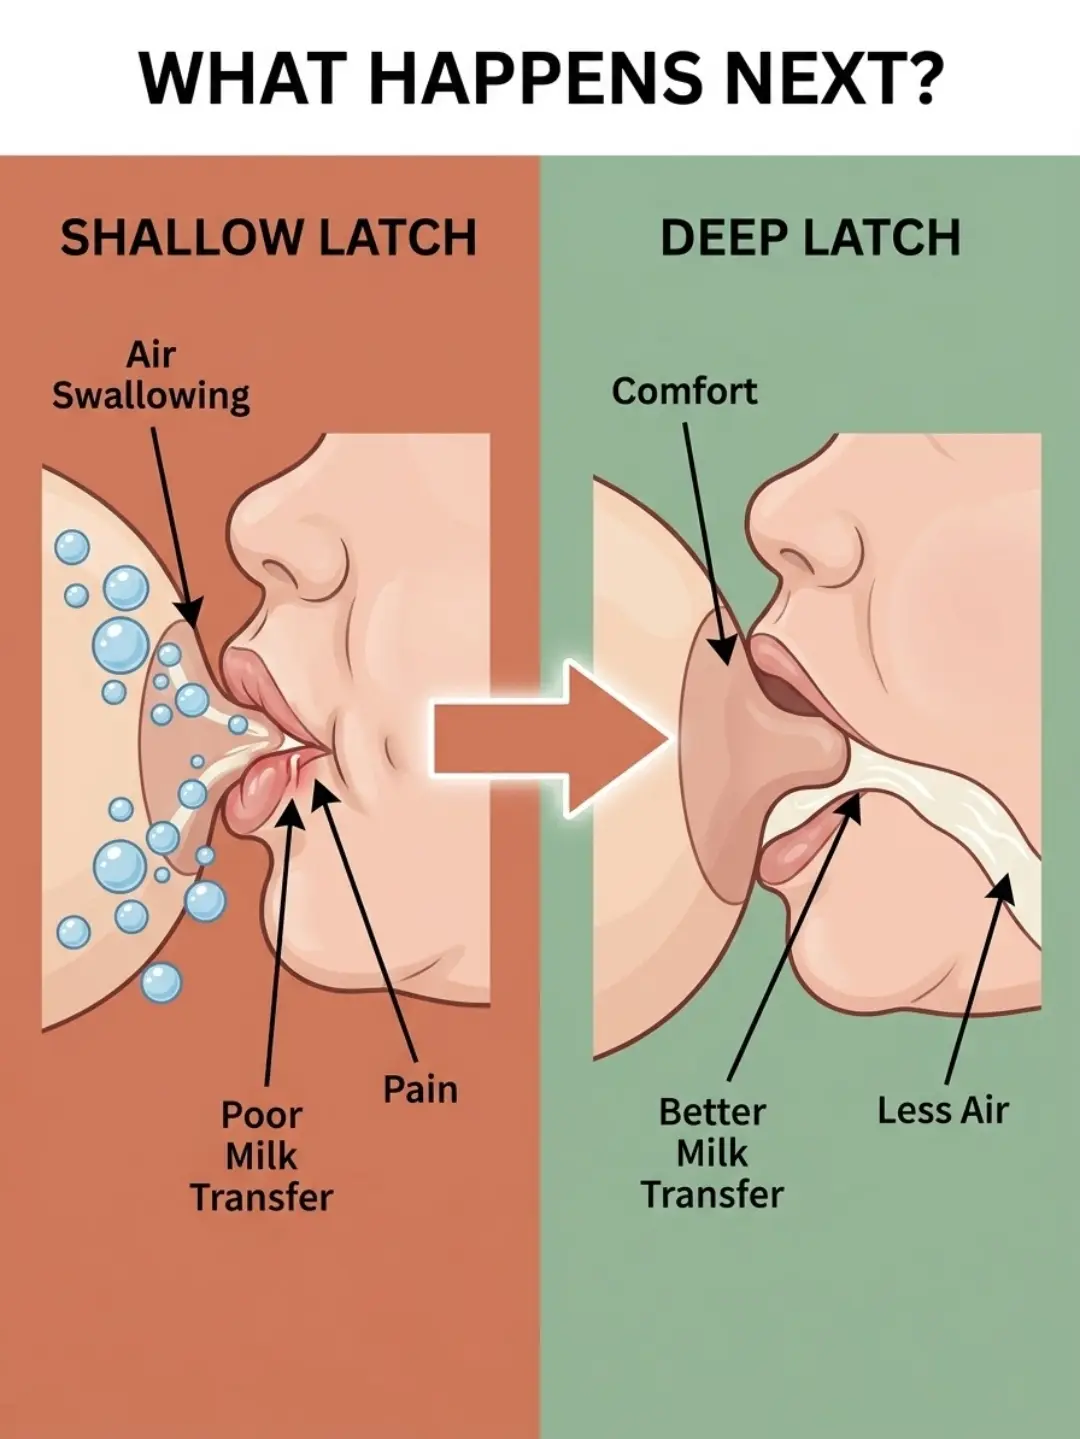 WHAT HAPPENS NEXT?
SHALLOW LATCH
Air
Swallowing
Poor
Milk
Transfer
Pain
DEEP LATCH
Comfort
Better
Milk
Transfer
Less Air